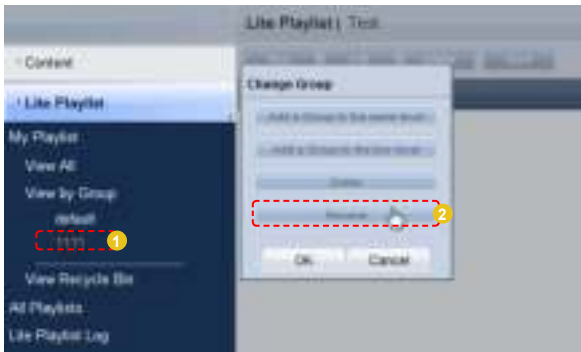 Lite Playlist | Test
Content
Lite Playlist
Change Group
Add a Group to the same level
Add a Group to the low level
Delete
Rename
2
OK
Cancel
My Playlist
View All
View by Group
default
1111
1
View Recycle Bin
All Playlists
Lite Playlist Log